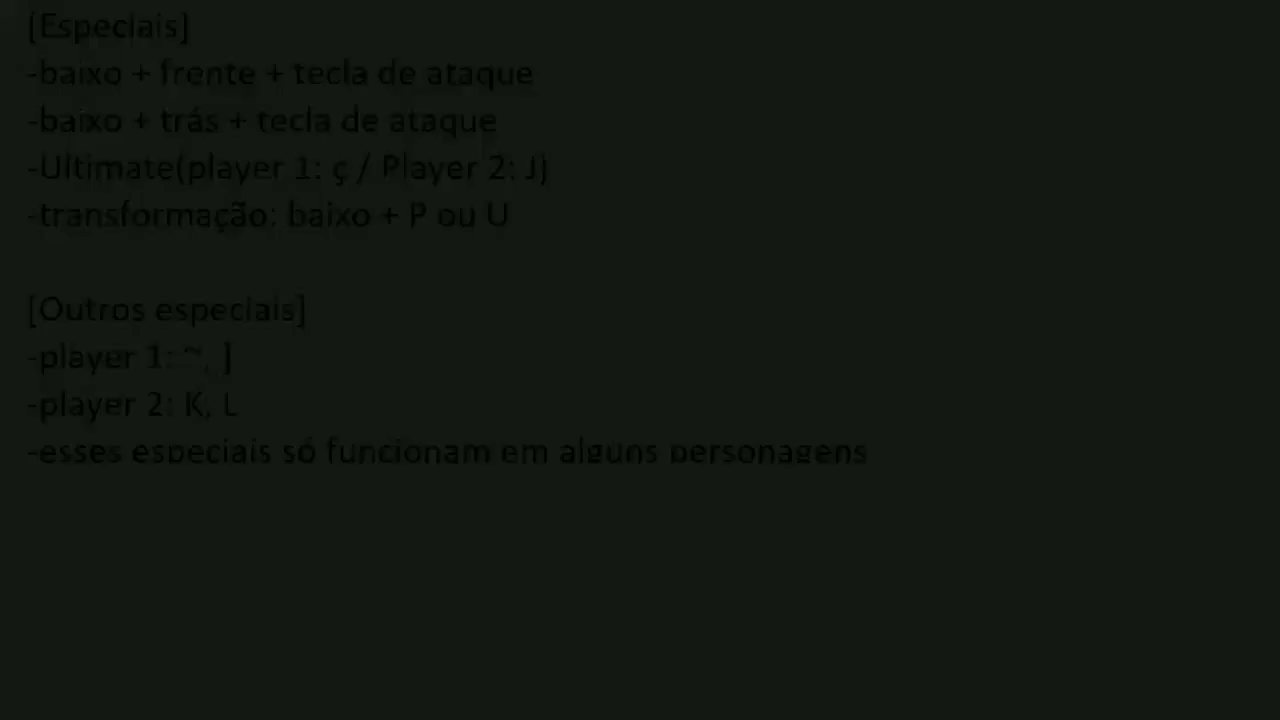 [Especiais]
-baixo + frente + tecla de ataque
-baixo + trás + tecla de ataque
-Ultimate(player 1: ç / Player 2: J)
-transformação: baixo + P ou U
[Outros especiais]
-player 1: ~, ]
-player 2: K, L
-esses especiais só funcionam em alguns personagens